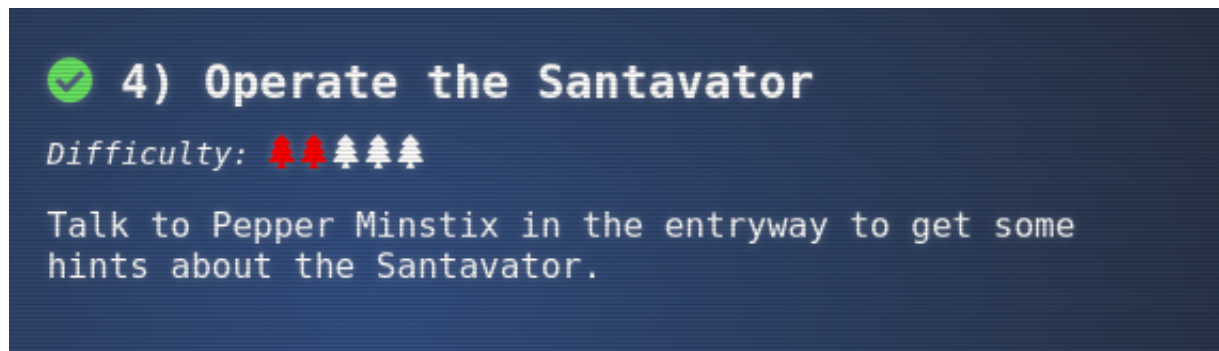 4) Operate the Santavator
Difficulty:
Talk to Pepper Minstix in the entryway to get some
hints about the Santavator.